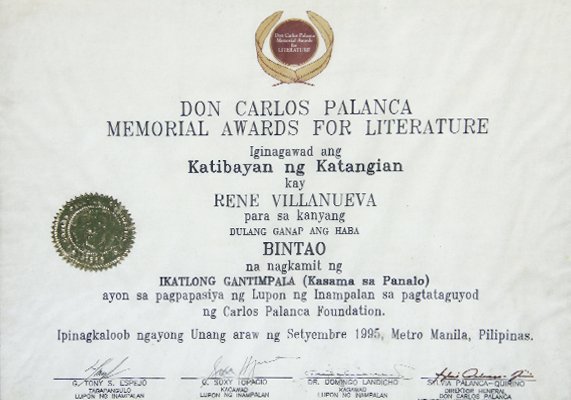 Don Carlos Palanca
Memorial Awards
for
LITERATURE
DON CARLOS PALANCA
MEMORIAL AWARDS FOR LITERATURE
Iginagawad ang
Katibayan ng Katangian
kay
RENE VILLANUEVA
para sa kanyang
DULANG GANAP ANG HABA
BINTAO
na nagkamit ng
IKATLONG GANTIMPALA (Kasama sa Panalo)
ayon sa pagpapasiya ng Lupon ng Inampalan sa pagtataguyod
ng Carlos Palanca Foundation.
Ipinagkaloob ngayong Unang araw ng Setyembre 1995, Metro Manila, Pilipinas.
G. TONY S. ESPEJO
TAGAPANGULO
LUPON NG INAMPALAN
G. SOXY TOPACIO
KAGAWAD
LUPON NG INAMPALAN
DR. DOMINGO LANDICHO
KAGAWAD
LUPON NG INAMPALAN
SYLVIA PALANCA-QUIRINO
DIREKTOR HENERAL
DON CARLOS PALANCA